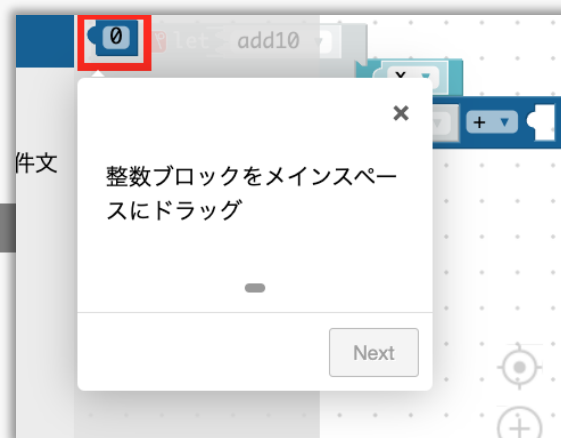 0
let
add10
x
+
×
件文
整数ブロックをメインスペー
スにドラッグ
Next